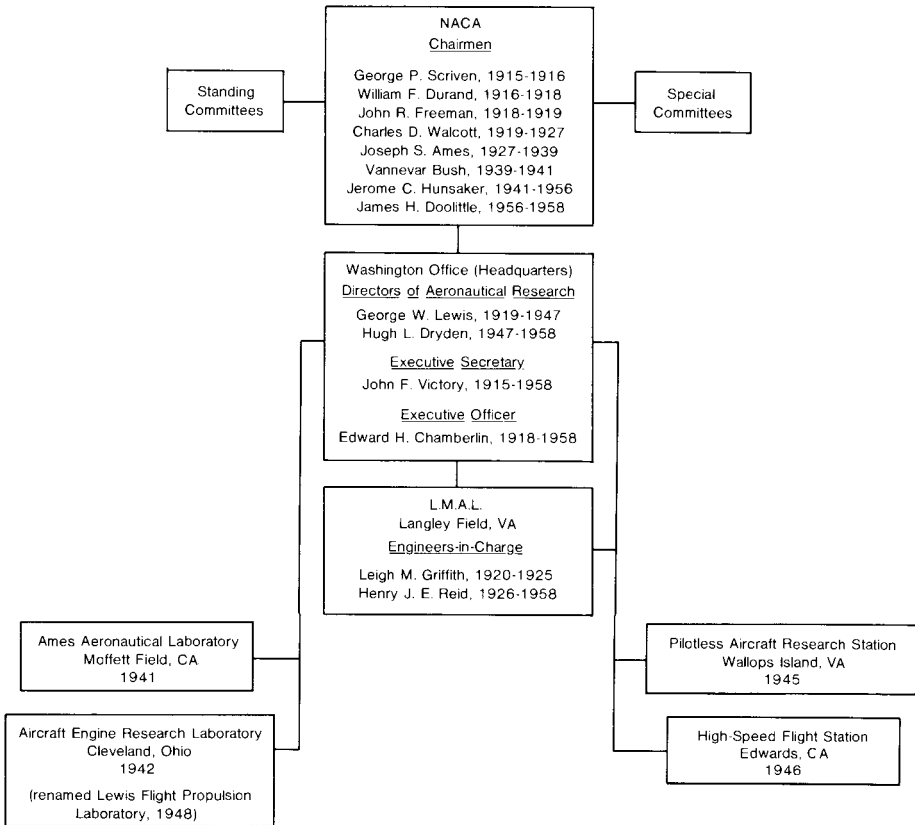 NACA
Chairmen
George P. Scriven, 1915-1916
William F. Durand, 1916-1918
John R. Freeman, 1918-1919
Charles D. Walcott, 1919-1927
Joseph S. Ames, 1927-1939
Vannevar Bush, 1939-1941
Jerome C. Hunsaker, 1941-1956
James H. Doolittle, 1956-1958
Standing
Committees
Special
Committees
Washington Office (Headquarters)
Directors of Aeronautical Research
George W. Lewis, 1919-1947
Hugh L. Dryden, 1947-1958
Executive Secretary
John F. Victory, 1915-1958
Executive Officer
Edward H. Chamberlin, 1918-1958
L.M.A.L.
Langley Field, VA
Engineers-in-Charge
Leigh M. Griffith, 1920-1925
Henry J. E. Reid, 1926-1958
Ames Aeronautical Laboratory
Moffett Field, CA
1941
Aircraft Engine Research Laboratory
Cleveland, Ohio
1942
(renamed Lewis Flight Propulsion
Laboratory, 1948)
Pilotless Aircraft Research Station
Wallops Island, VA
1945
High-Speed Flight Station
Edwards, CA
1946